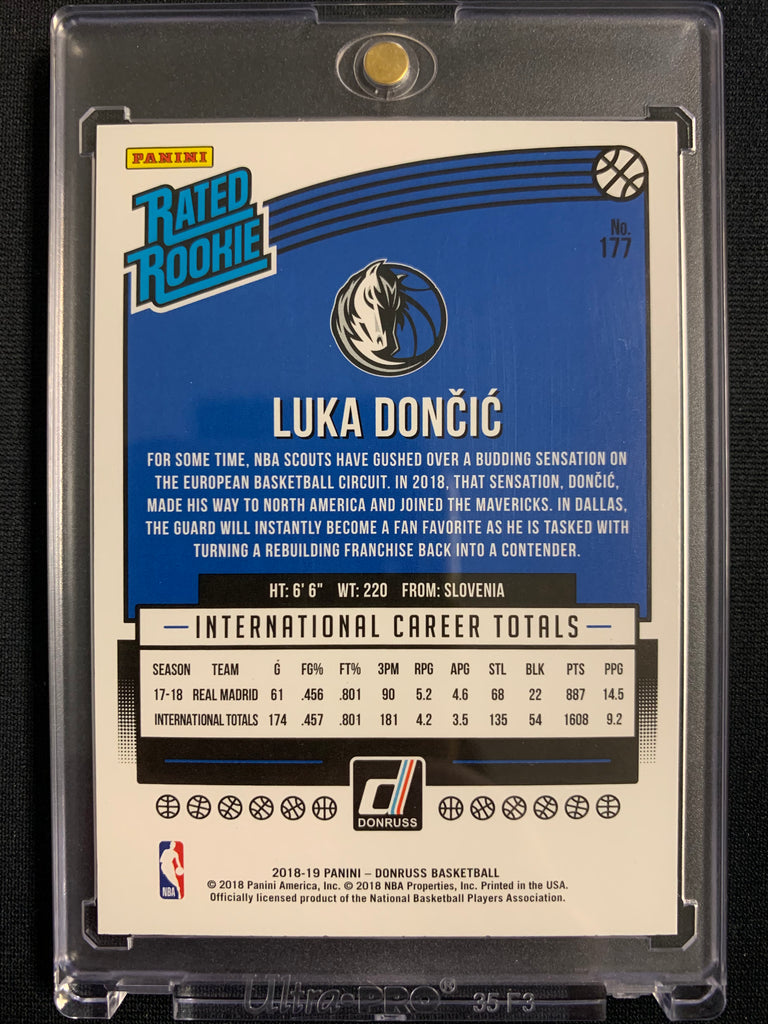 PANINI
RATED
ROOKIE
No.
177
LUKA DONČIĆ
FOR SOME TIME, NBA SCOUTS HAVE GUSHED OVER A BUDDING SENSATION ON
THE EUROPEAN BASKETBALL CIRCUIT. IN 2018, THAT SENSATION, DONČIĆ,
MADE HIS WAY TO NORTH AMERICA AND JOINED THE MAVERICKS. IN DALLAS,
THE GUARD WILL INSTANTLY BECOME A FAN FAVORITE AS HE IS TASKED WITH
TURNING A REBUILDING FRANCHISE BACK INTO A CONTENDER.
HT: 6' 6" WT: 220 FROM: SLOVENIA
INTERNATIONAL CAREER TOTALS
SEASON TEAM G FG% FT% 3PM RPG APG STL BLK PTS PPG
17-18 REAL MADRID 61 .456 .801 90 5.2 4.6 68 22 887 14.5
INTERNATIONAL TOTALS 174 .457 .801 181 4.2 3.5 135 54 1608 9.2
d
DONRUSS
NBA
2018-19 PANINI – DONRUSS BASKETBALL
© 2018 Panini America, Inc. © 2018 NBA Properties, Inc. Printed in the USA.
Officially licensed product of the National Basketball Players Association.
Ultra·PRO® 35 F3